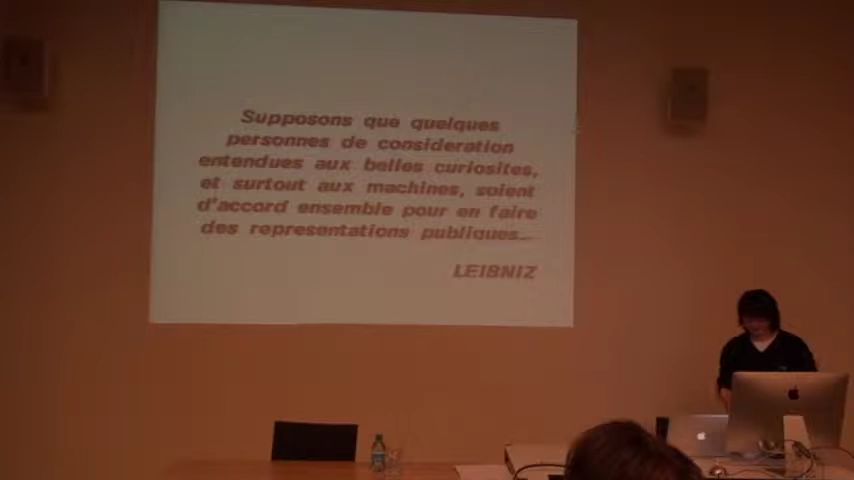 Supposons que quelques
personnes de consideration
entendues aux belles curiosites,
et surtout aux machines, soient
d'accord ensemble pour en faire
des representations publiques...
LEIBNIZ